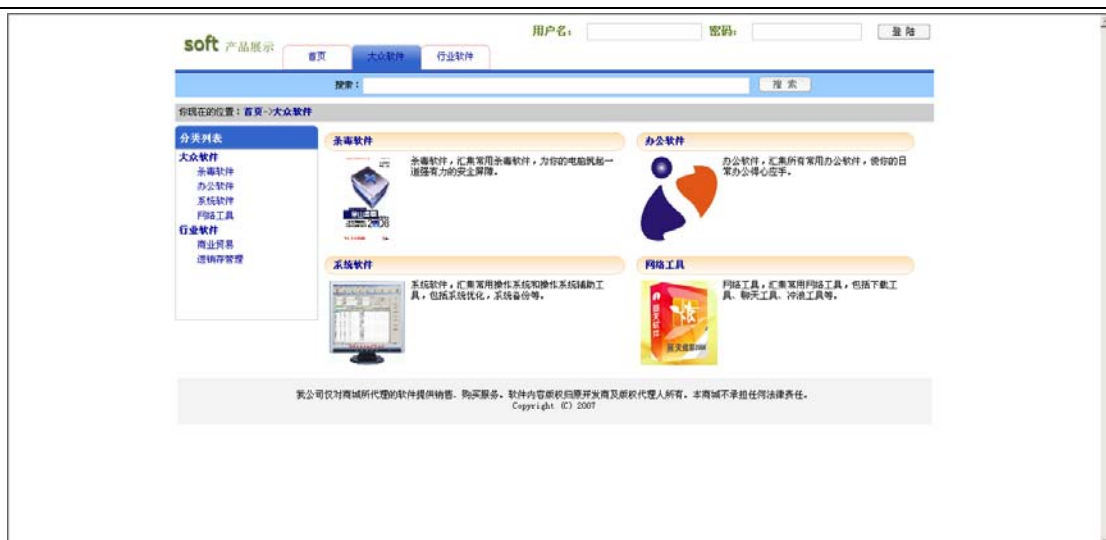 用户名:
密码:
登 陆
soft 产品展示
首页
大众软件
行业软件
搜索:
搜 索
你现在的位置:首页->大众软件
分类列表
大众软件
杀毒软件
办公软件
系统软件
网络工具
行业软件
商业贸易
进销存管理
杀毒软件
杀毒软件,汇集常用杀毒软件,为你的电脑筑起一
道强有力的安全屏障。
办公软件
办公软件,汇集所有常用办公软件,使你的日
常办公得心应手。
系统软件
系统软件,汇集常用操作系统和操作系统辅助工
具,包括系统优化,系统备份等。
网络工具
网络工具,汇集常用网络工具,包括下载工
具、聊天工具、冲浪工具等。
我公司仅对商城所代理的软件提供销售、购买服务。软件内容版权归原开发商及版权代理人所有。本商城不承担任何法律责任。
Copyright (C) 2007